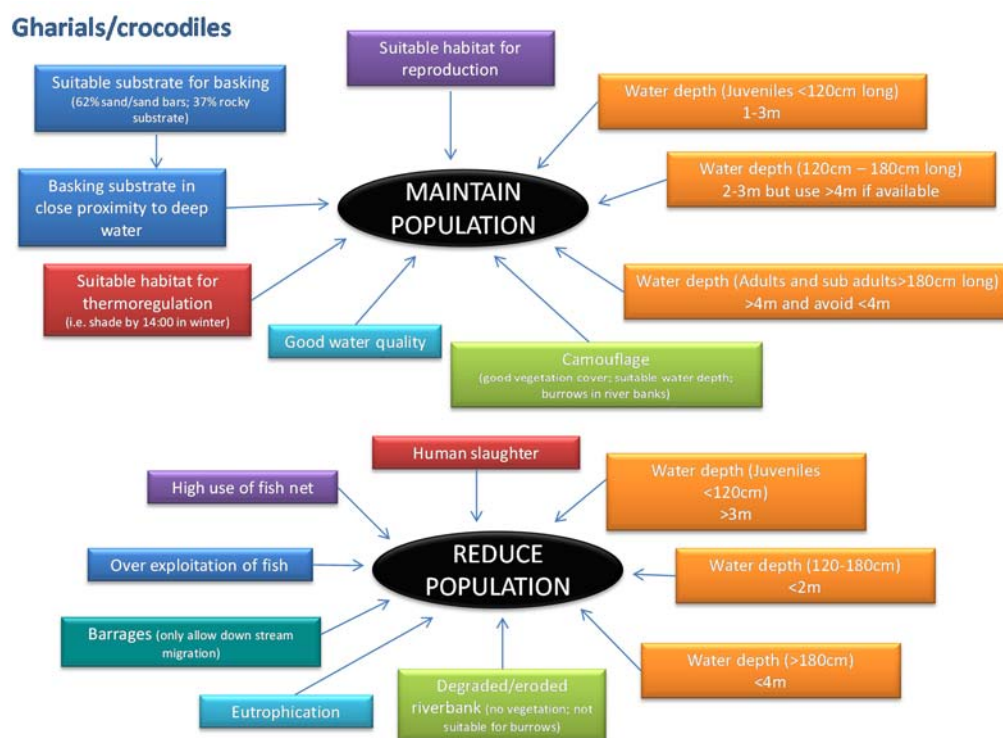 Gharials/crocodiles
Suitable habitat for
reproduction
Suitable substrate for basking
(62% sand/sand bars; 37% rocky
substrate)
Water depth (Juveniles <120cm long)
1-3m
Basking substrate in
close proximity to deep
water
MAINTAIN
POPULATION
Water depth (120cm – 180cm long)
2-3m but use >4m if available
Suitable habitat for
thermoregulation
(i.e. shade by 14:00 in winter)
Water depth (Adults and sub adults>180cm long)
>4m and avoid <4m
Good water quality
Camouflage
(good vegetation cover; suitable water depth;
burrows in river banks)
Human slaughter
High use of fish net
Water depth (Juveniles
<120cm)
>3m
Over exploitation of fish
REDUCE
POPULATION
Water depth (120-180cm)
<2m
Barrages (only allow down stream
migration)
Water depth (>180cm)
<4m
Eutrophication
Degraded/eroded
riverbank (no vegetation; not
suitable for burrows)